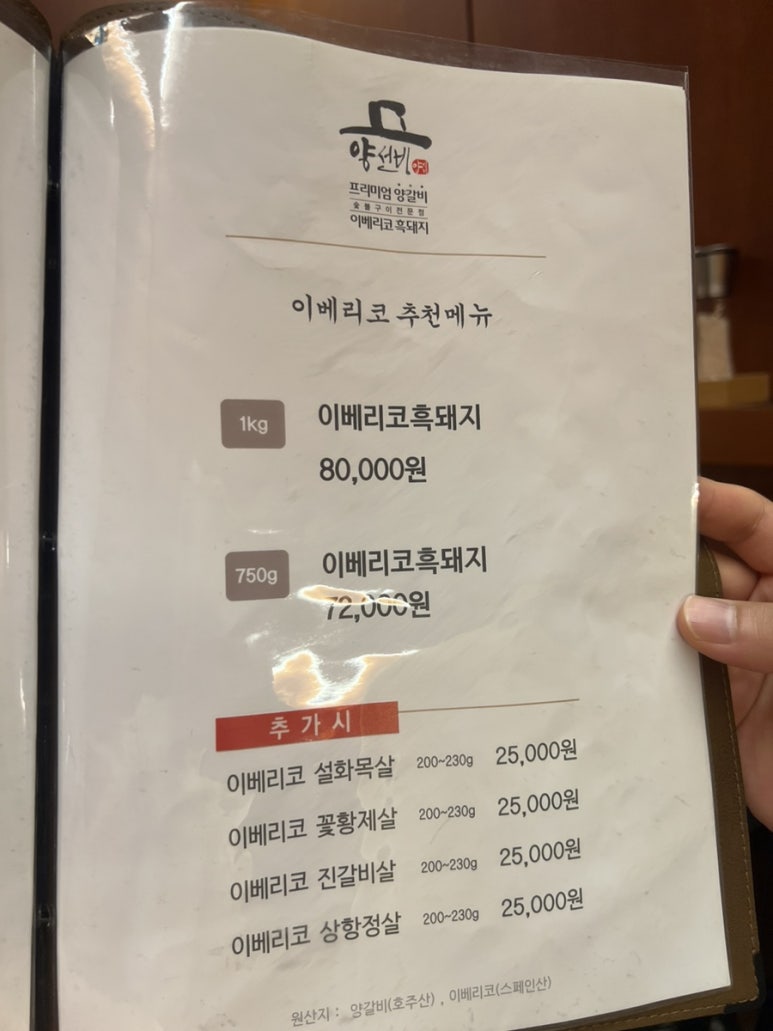 양선비
프리미엄 양갈비
숯불구이전문점
이베리코 흑돼지
이베리코 추천메뉴
1kg 이베리코흑돼지
80,000원
750g 이베리코흑돼지
72,000원
추가시
이베리코 설화목살 200~230g 25,000원
이베리코 꽃황제살 200~230g 25,000원
이베리코 진갈비살 200~230g 25,000원
이베리코 상항정살 200~230g 25,000원
원산지 : 양갈비(호주산) , 이베리코(스페인산)